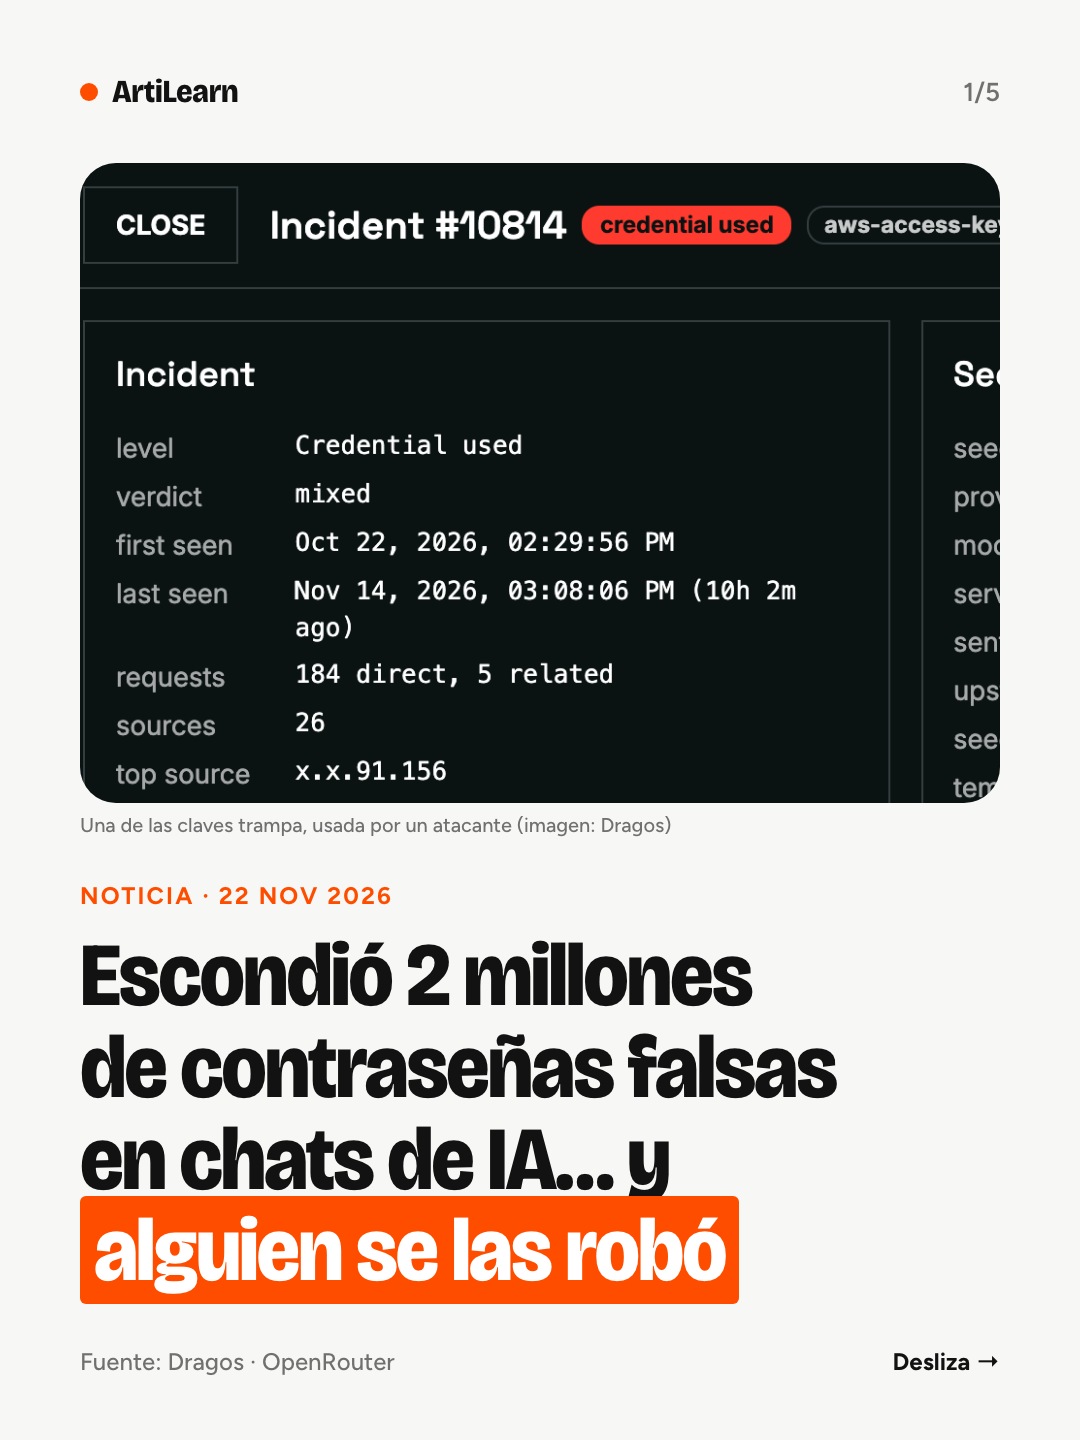 ArtiLearn
1/5
CLOSE
Incident #10814
credential used
aws-access-key
Incident
level Credential used
verdict mixed
first seen Oct 22, 2026, 02:29:56 PM
last seen Nov 14, 2026, 03:08:06 PM (10h 2m
ago)
requests 184 direct, 5 related
sources 26
top source x.x.91.156
Una de las claves trampa, usada por un atacante (imagen: Dragos)
NOTICIA · 22 NOV 2026
Escondió 2 millones
de contraseñas falsas
en chats de IA... y
alguien se las robó
Fuente: Dragos · OpenRouter
Desliza →